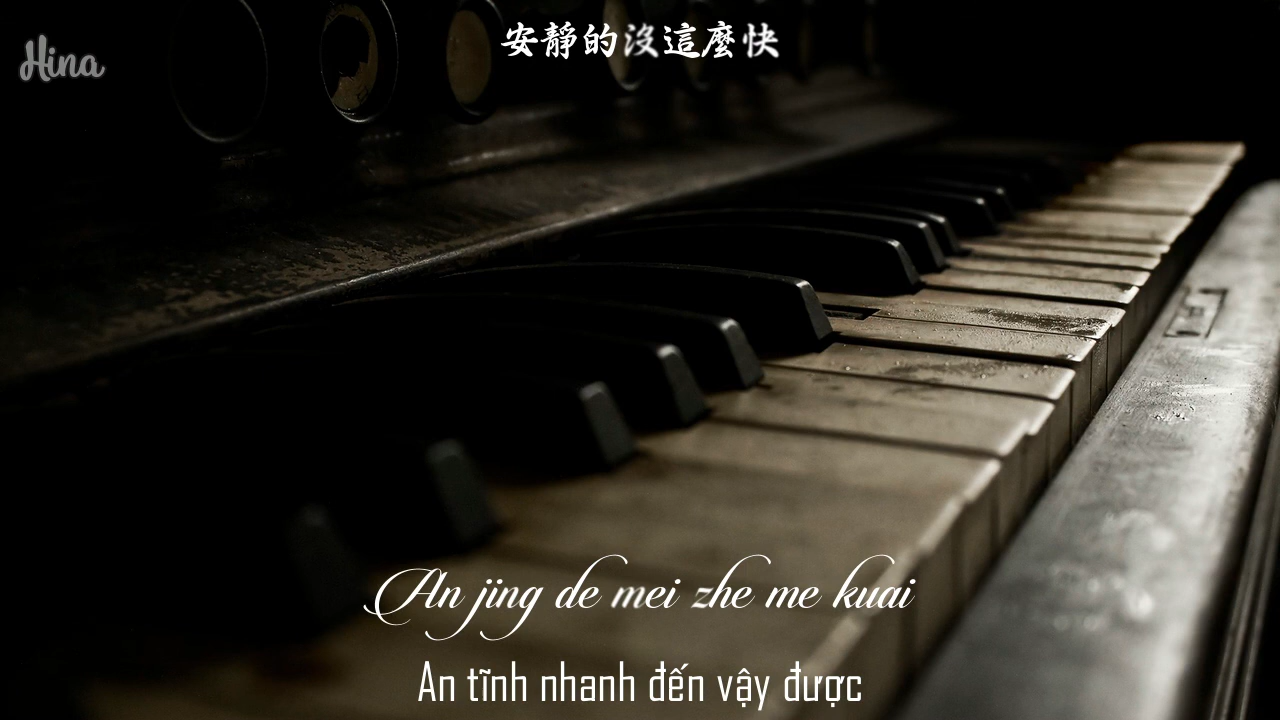 安靜的沒這麼快
Hina
An jing de mei zhe me kuai
An tĩnh nhanh đến vậy được